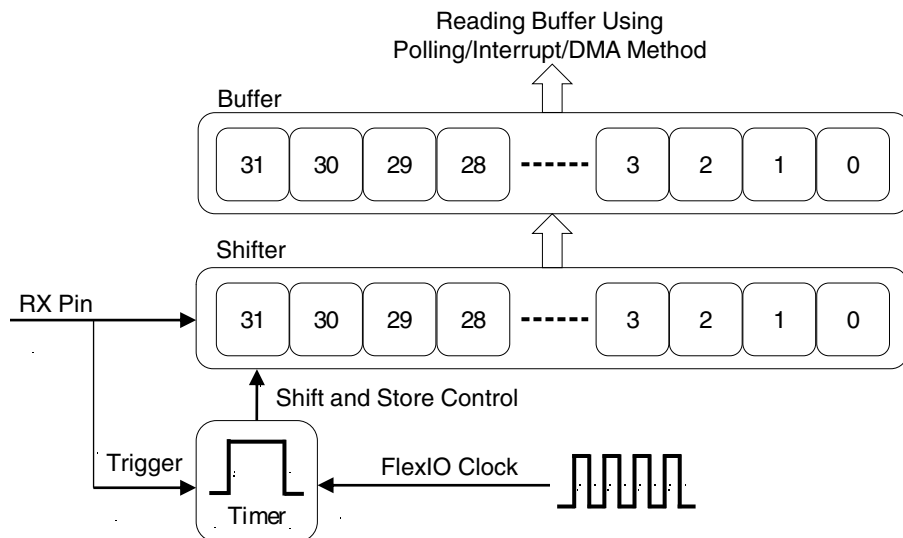 Reading Buffer Using
Polling/Interrupt/DMA Method
Buffer
31 30 29 28 3 2 1 0
Shifter
RX Pin
31 30 29 28 3 2 1 0
Shift and Store Control
Trigger
FlexIO Clock
Timer